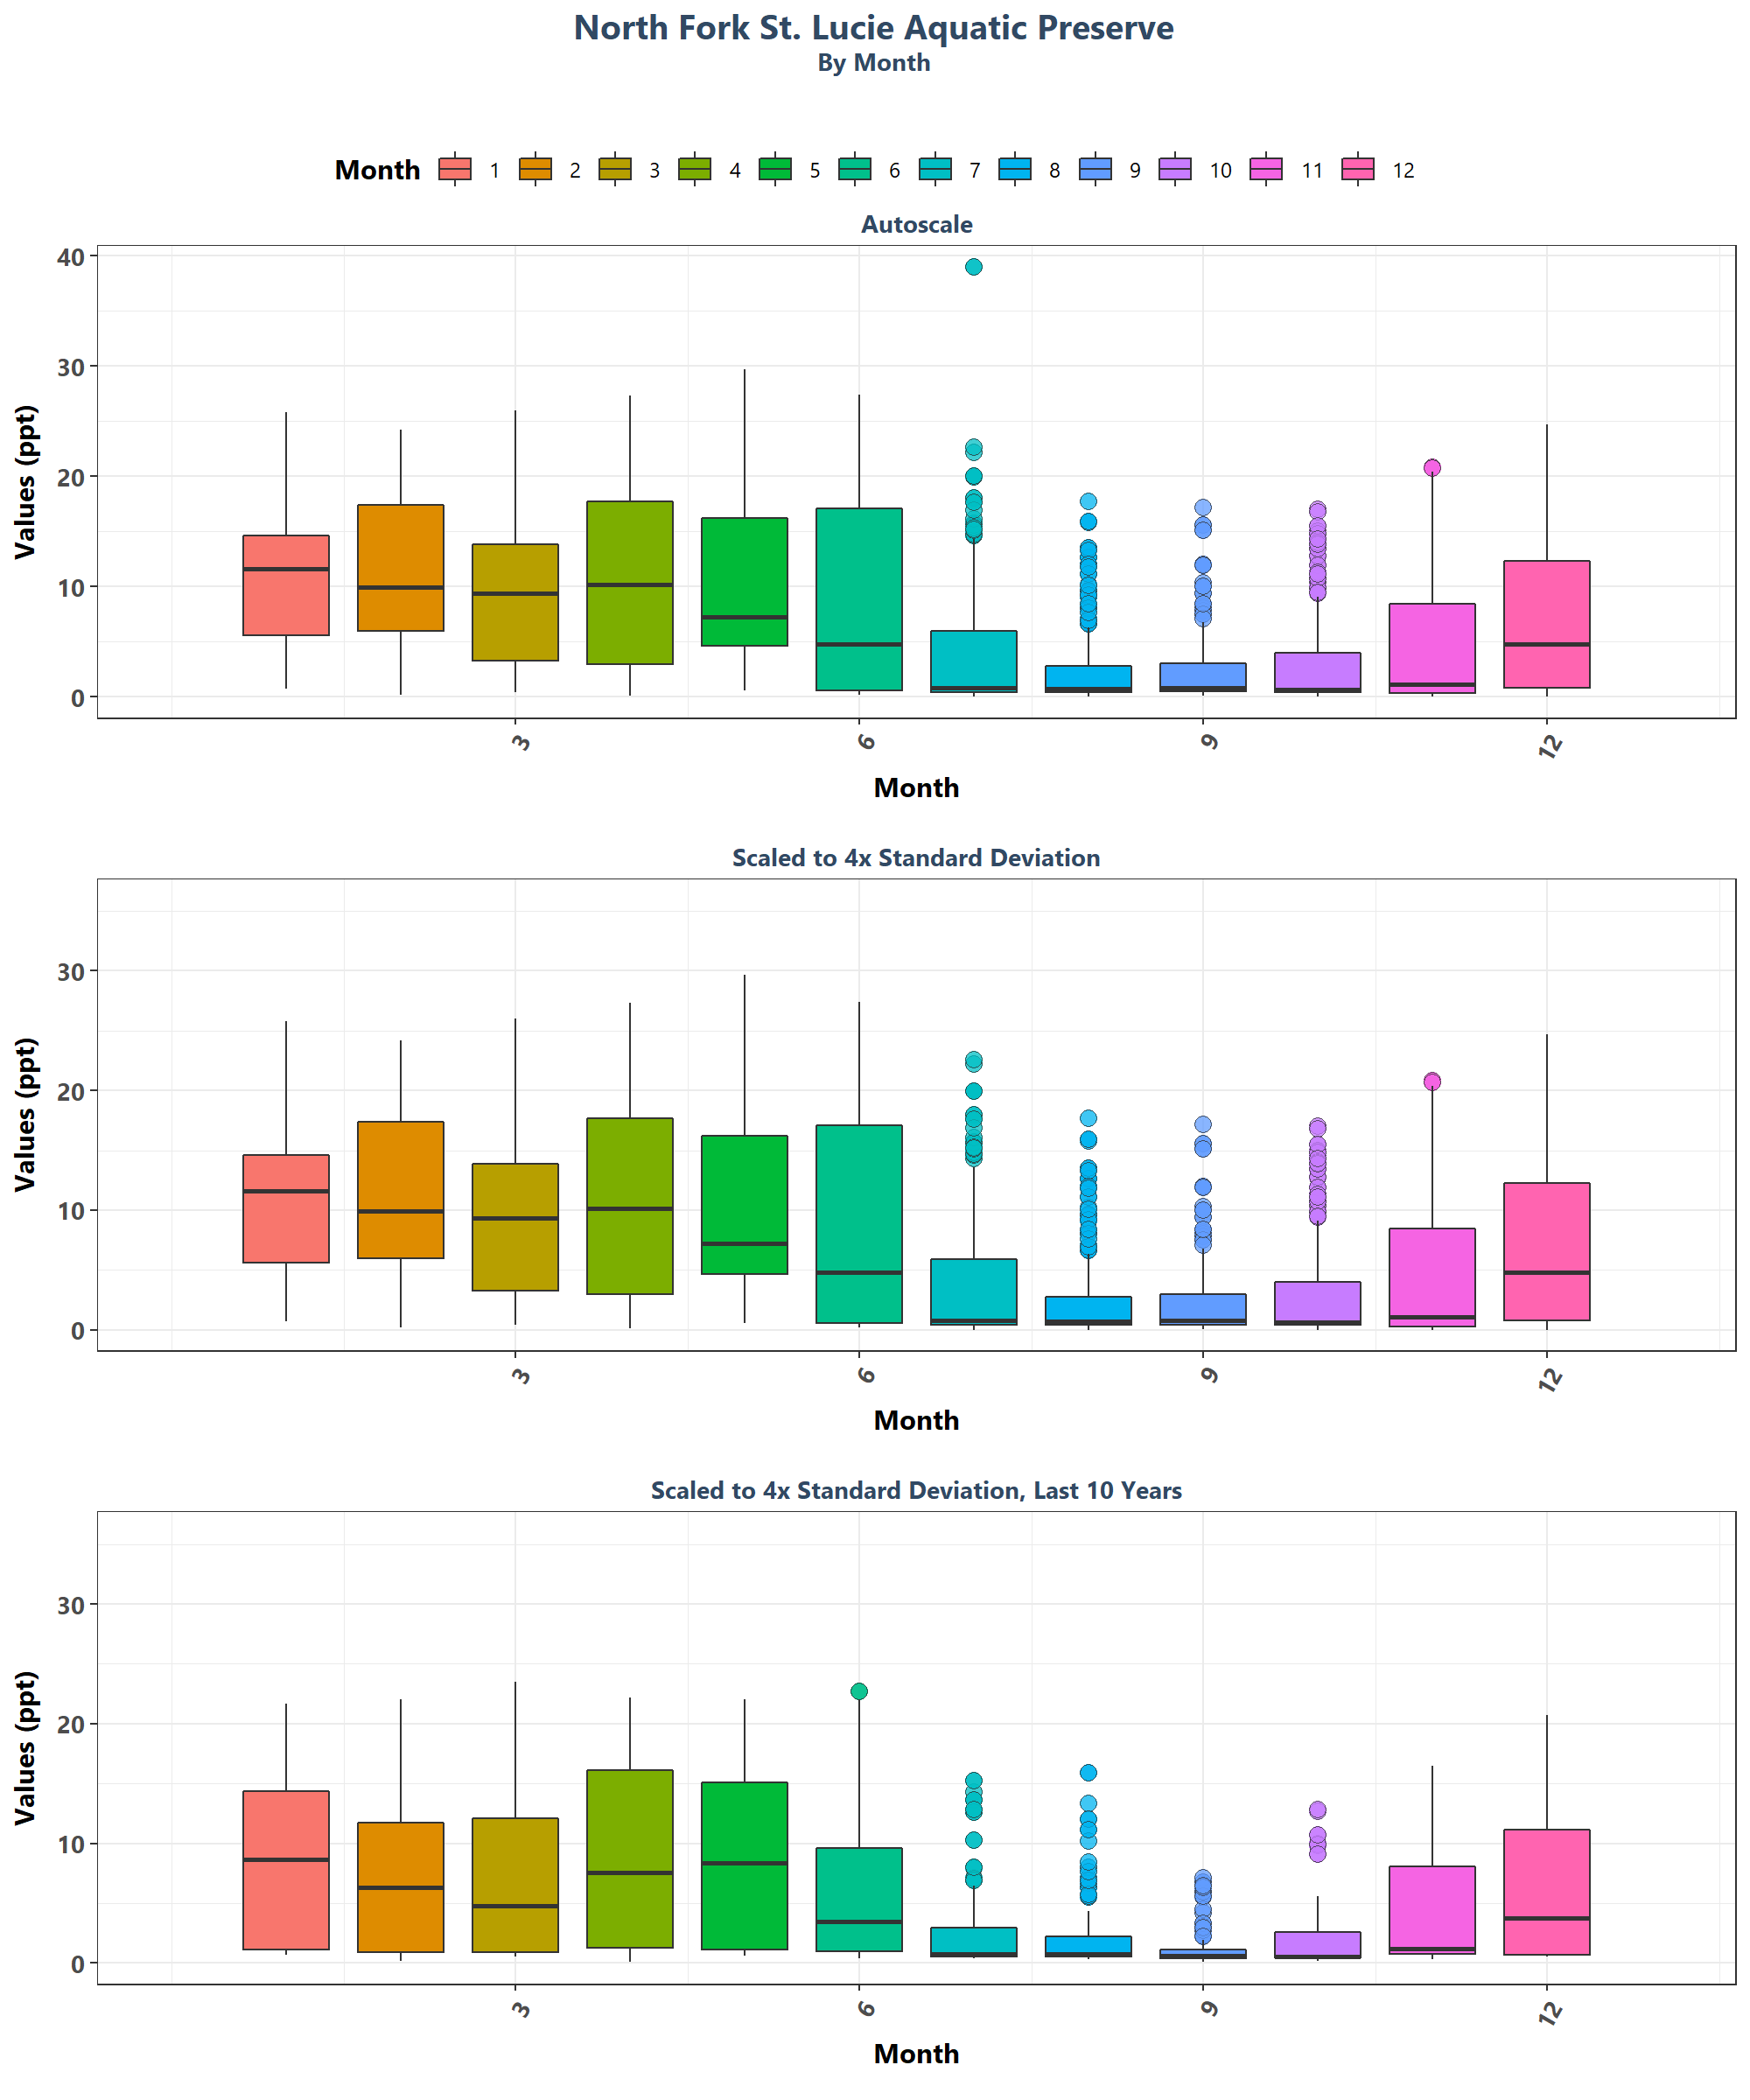 North Fork St. Lucie Aquatic Preserve
By Month
Month 1 2 3 4 5 6 7 8 9 10 11 12
Autoscale
Values (ppt)
40
30
20
10
0
3 6 9 12
Month
Scaled to 4x Standard Deviation
Values (ppt)
30
20
10
0
3 6 9 12
Month
Scaled to 4x Standard Deviation, Last 10 Years
Values (ppt)
30
20
10
0
3 6 9 12
Month